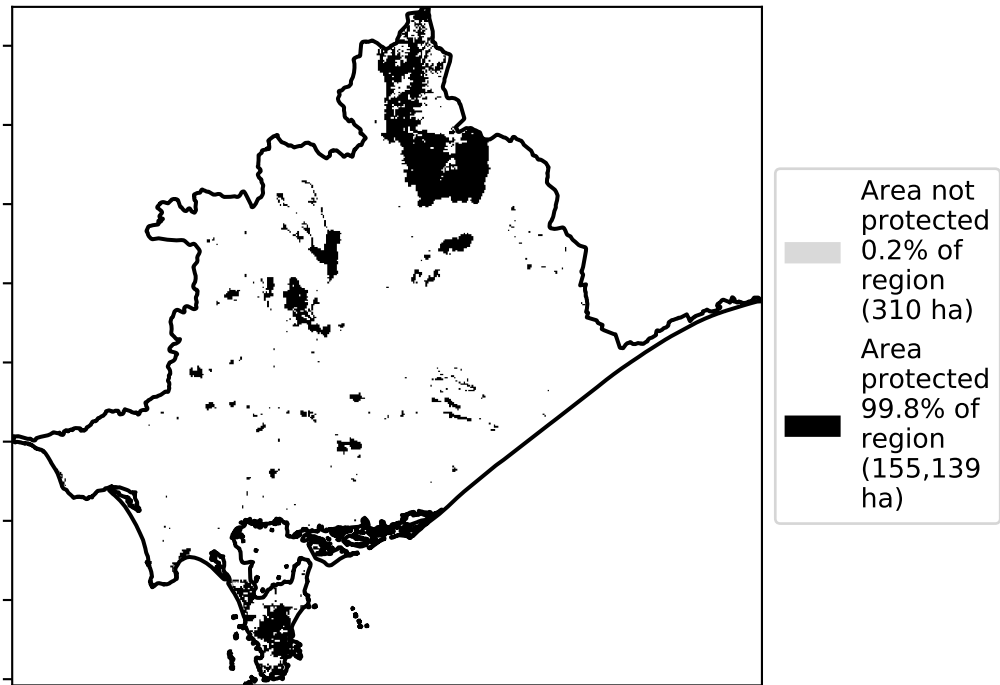 Area not
protected
0.2% of
region
(310 ha)
Area
protected
99.8% of
region
(155,139
ha)